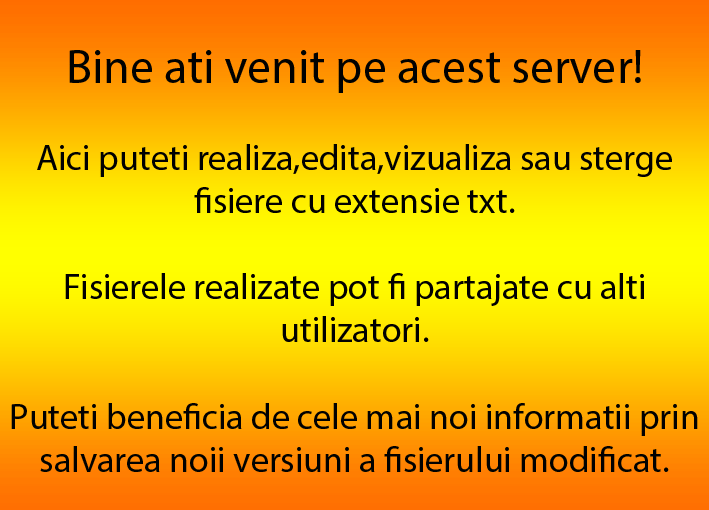 Bine ati venit pe acest server!
Aici puteti realiza,edita,vizualiza sau sterge
fisiere cu extensie txt.
Fisierele realizate pot fi partajate cu alti
utilizatori.
Puteti beneficia de cele mai noi informatii prin
salvarea noii versiuni a fisierului modificat.